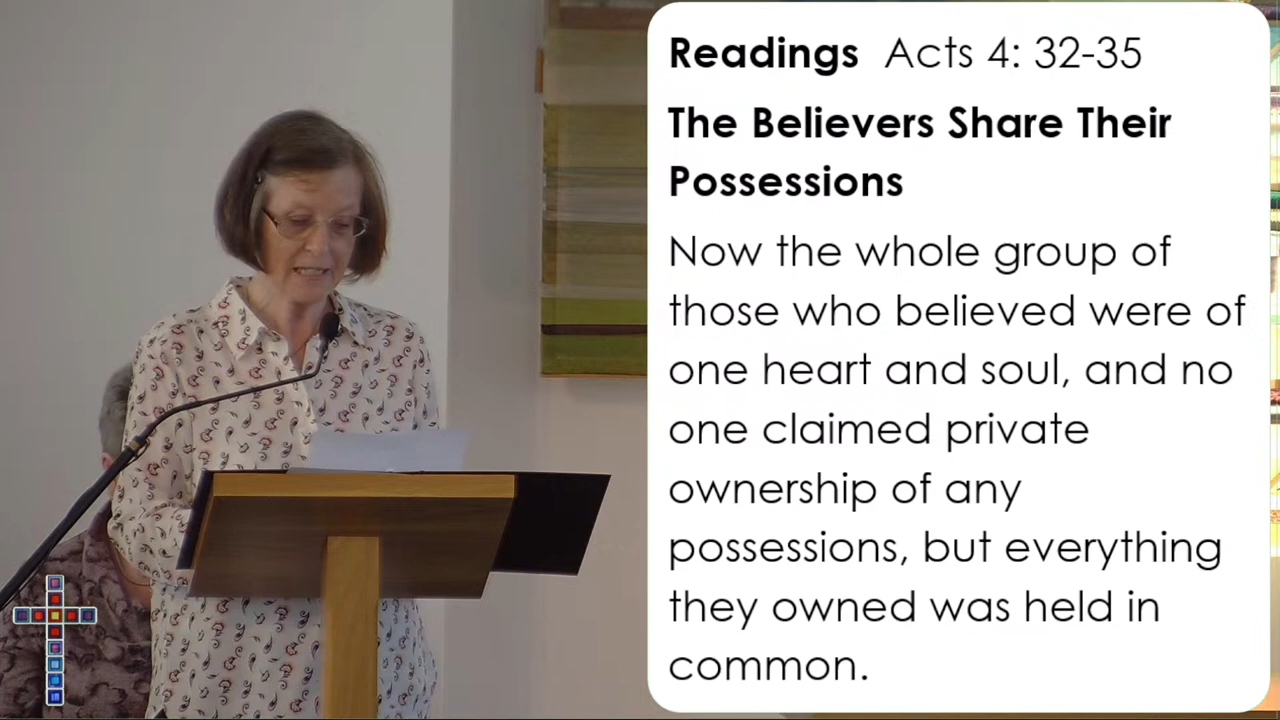 Readings Acts 4: 32-35
The Believers Share Their
Possessions
Now the whole group of
those who believed were of
one heart and soul, and no
one claimed private
ownership of any
possessions, but everything
they owned was held in
common.